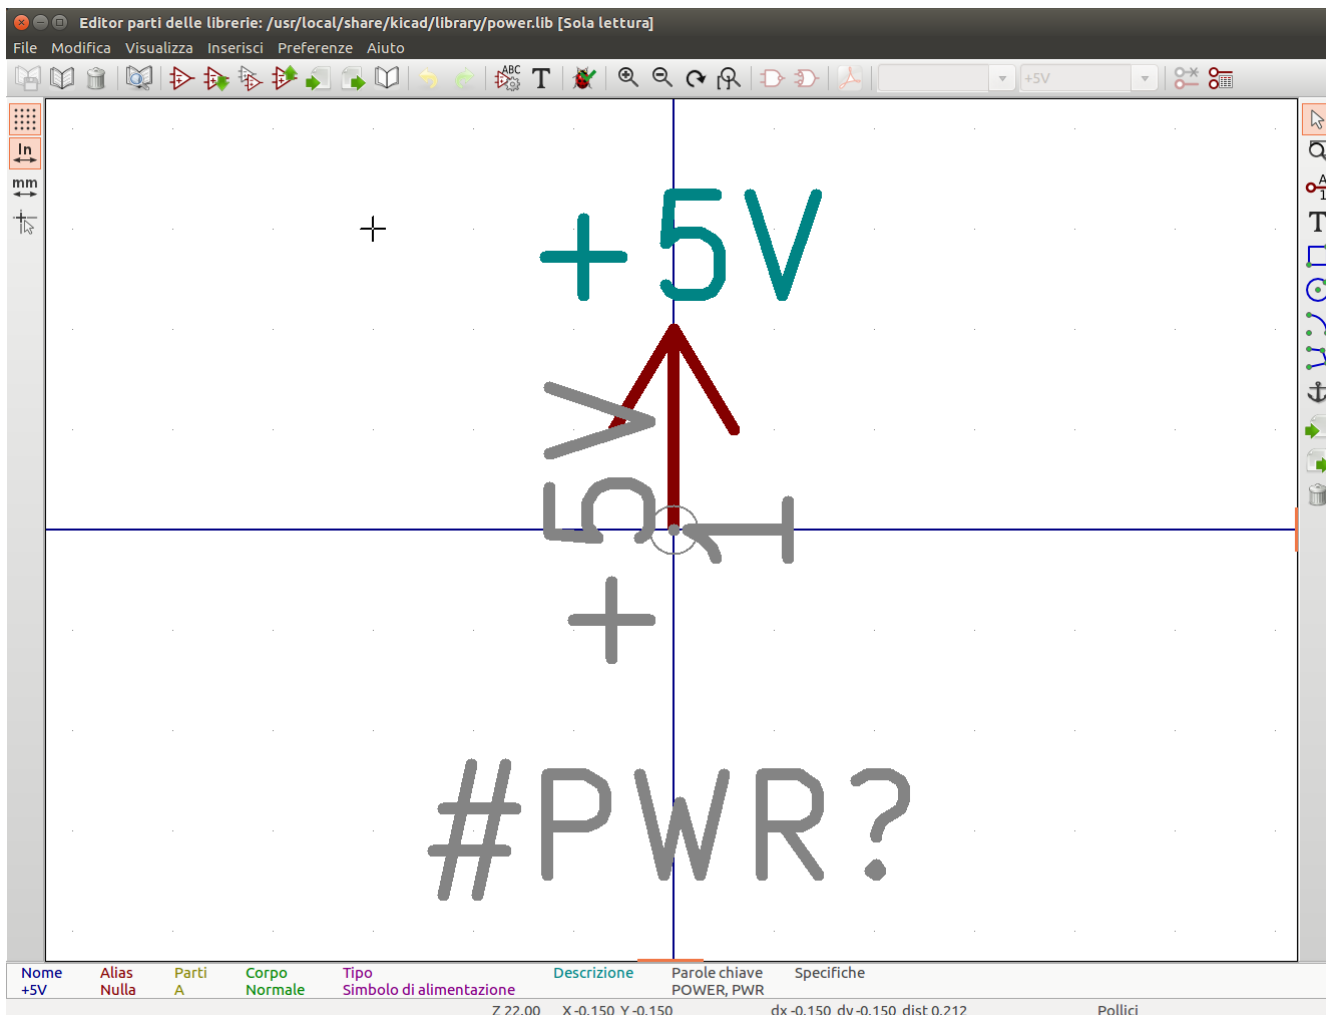 Editor parti delle librerie: /usr/local/share/kicad/library/power.lib [Sola lettura]
File Modifica Visualizza Inserisci Preferenze Aiuto
ABC T +5V
In
mm
A
1
T
+5V
+5V
1
#PWR?
Nome Alias Parti Corpo Tipo Descrizione Parole chiave Specifiche
+5V Nulla A Normale Simbolo di alimentazione POWER, PWR
Z 22.00 X -0.150 Y -0.150 dx -0.150 dy -0.150 dist 0.212 Pollici